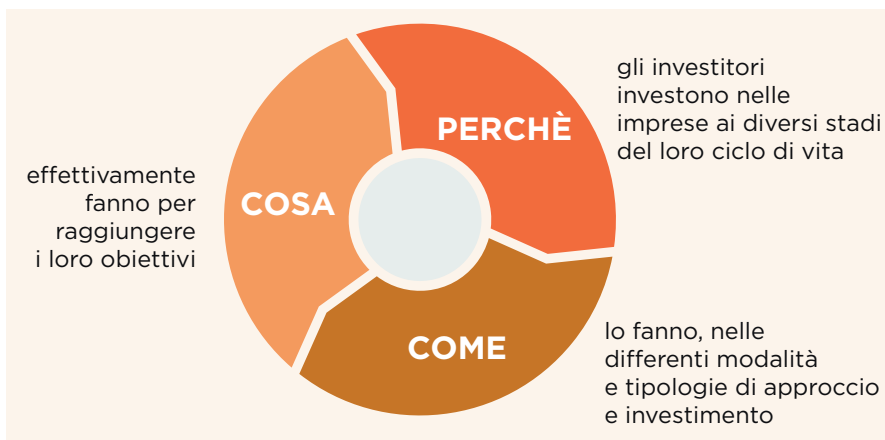 PERCHÈ
gli investitori
investono nelle
imprese ai diversi stadi
del loro ciclo di vita
COME
lo fanno, nelle
differenti modalità
e tipologie di approccio
e investimento
COSA
effettivamente
fanno per
raggiungere
i loro obiettivi